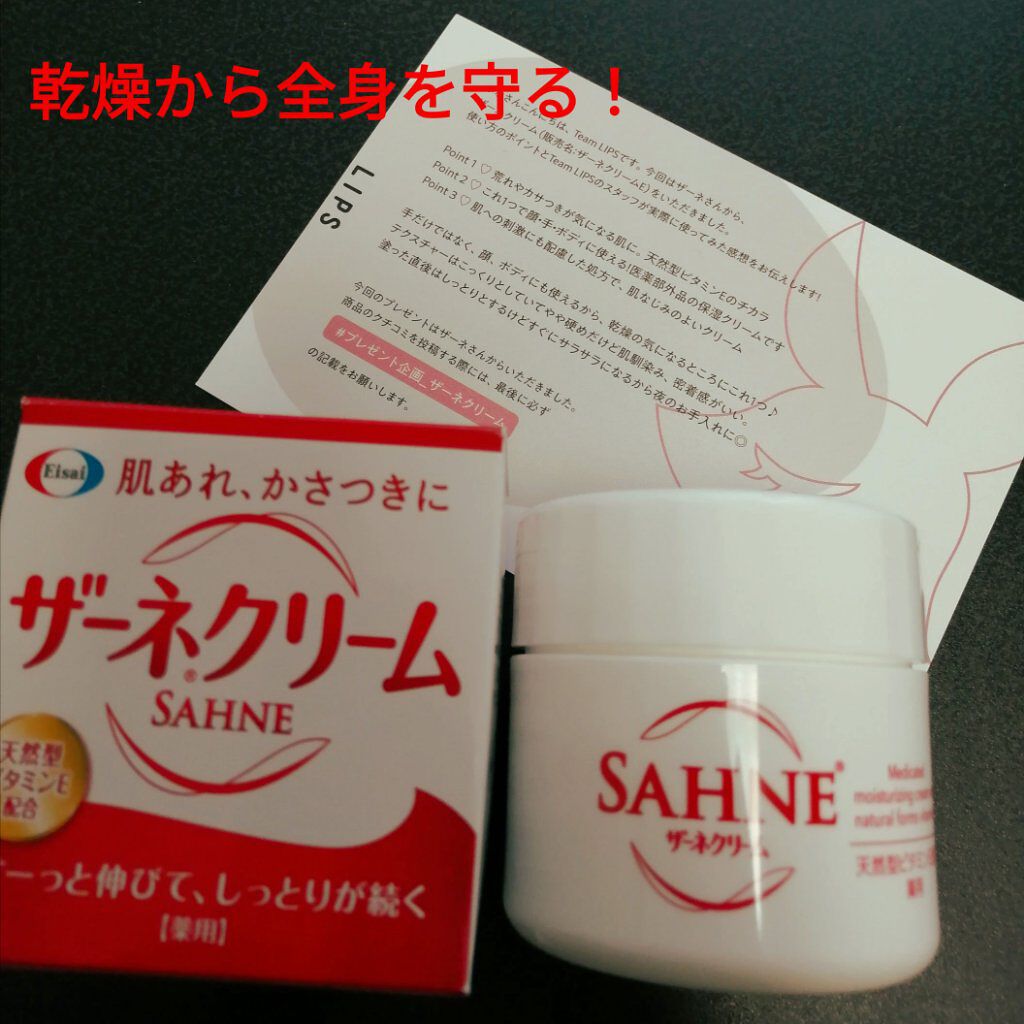 乾燥から全身を守る！
LIPS
さんこんにちは、Team LIPSです。今回はザーネさんから、
ザーネクリーム（販売名:ザーネクリームE)をいただきました。
使い方のポイントとTeam LIPSのスタッフが実際に使ってみた感想をお伝えします!
Point 1 ♡ 荒れやカサつきが気になる肌に。天然型ビタミンEのチカラ
Point 2 ♡ これ1つで顔・手・ボディに使える!医薬部外品の保湿クリームです
Point 3 ♡ 肌への刺激にも配慮した処方で、肌なじみのよいクリーム
手だけではなく、顔、ボディにも使えるから、乾燥の気になるところにこれ1つ♪
テクスチャーはこっくりとしていてやや硬めだけど肌馴染み、密着感がいい。
塗った直後はしっとりとするけどすぐにサラサラになるから夜のお手入れに◎
今回のプレゼントはザーネさんからいただきました。
商品のクチコミを投稿する際には、最後に必ず
#プレゼント企画_ザーネクリーム
の記載をお願いします。
Eisai
肌あれ、かさつきに
ザーネクリーム®
SAHNE
天然型
ビタミンE
配合
ーっと伸びて、しっとりが続く
【薬用】
SAHNE®
ザーネクリーム
Medicated
moisturizing cream
natural forms
天然型ビタミン
薬用